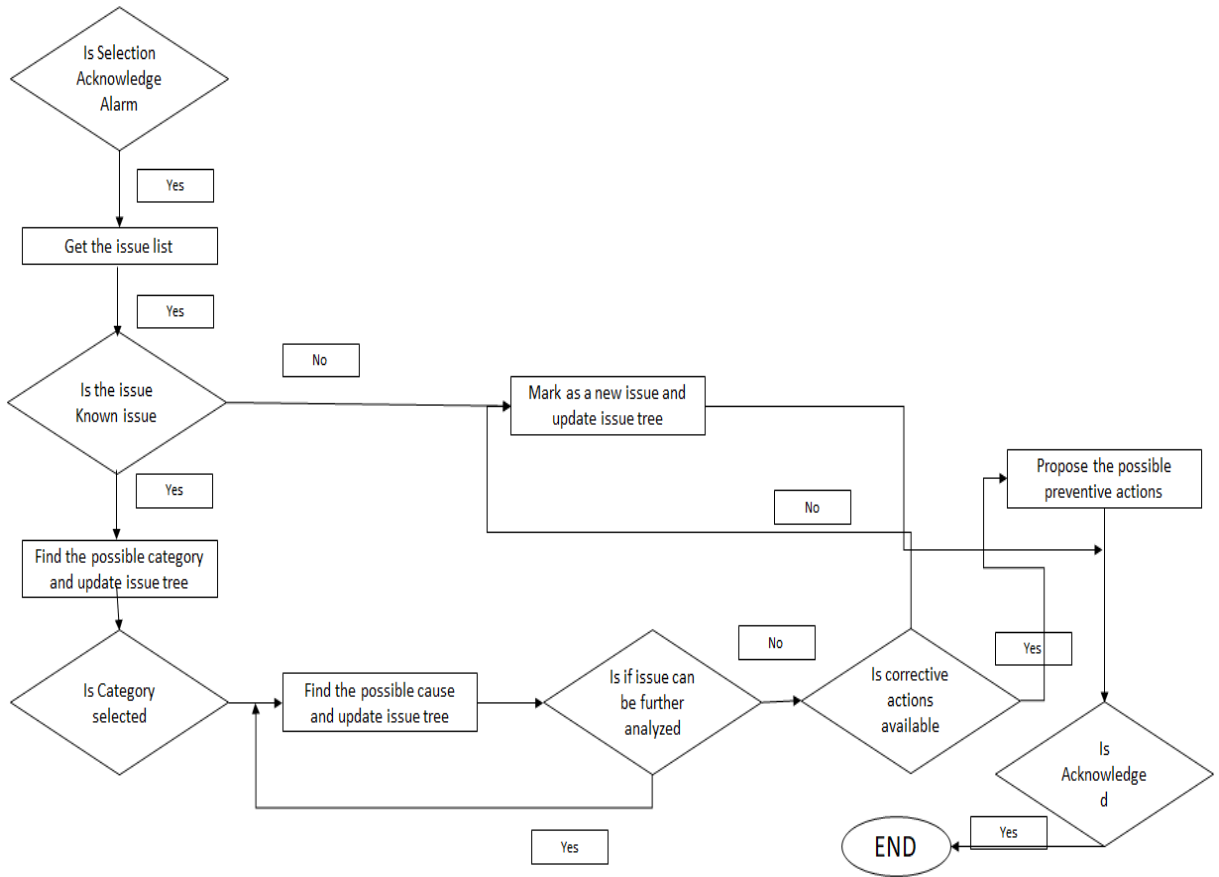 Is Selection
Acknowledge
Alarm
Yes
Get the issue list
Yes
Is the issue
Known issue
No
Mark as a new issue and
update issue tree
Yes
Propose the possible
preventive actions
No
Find the possible category
and update issue tree
Is Category
selected
Find the possible cause
and update issue tree
Is if issue can
be further
analyzed
No
Is corrective
actions
available
Yes
Is
Acknowledge
d
Yes
Yes
END